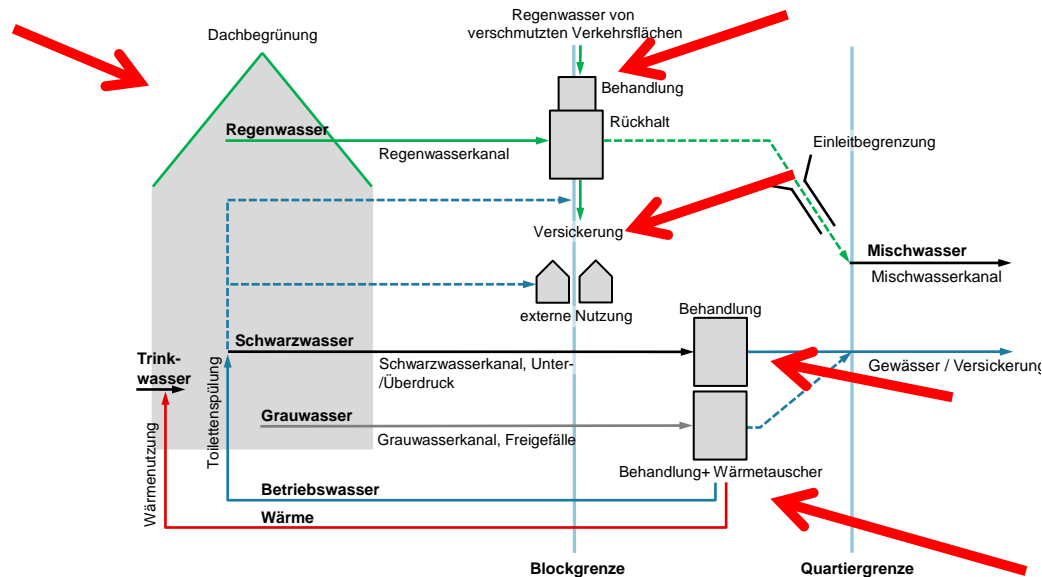 Regenwasser von
verschmutzten Verkehrsflächen
Dachbegrünung
Behandlung
Rückhalt
Regenwasser
Regenwasserkanal
Einleitbegrenzung
Versickerung
Mischwasser
Mischwasserkanal
externe Nutzung
Behandlung
Schwarzwasser
Schwarzwasserkanal, Unter-
/Überdruck
Gewässer / Versickerung
Trink-
wasser
Toilettenspülung
Wärmenutzung
Grauwasser
Grauwasserkanal, Freigefälle
Behandlung+ Wärmetauscher
Betriebswasser
Wärme
Blockgrenze
Quartiergrenze